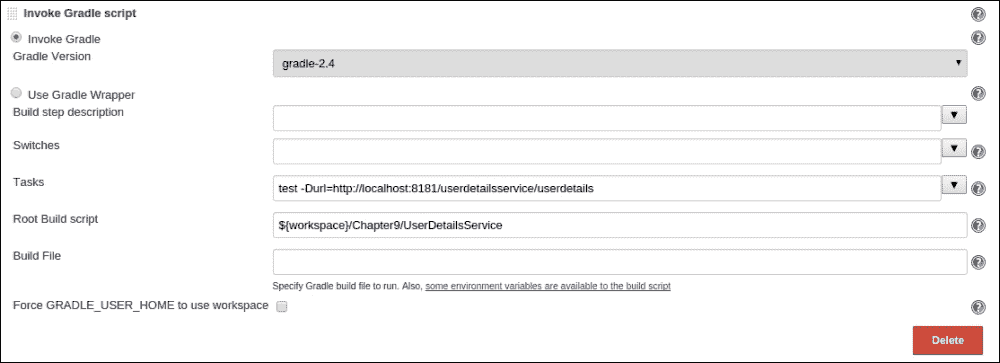 Invoke Gradle script
Invoke Gradle
Gradle Version
gradle-2.4
Use Gradle Wrapper
Build step description
Switches
Tasks
test -Durl=http://localhost:8181/userdetailsservice/userdetails
Root Build script
${workspace}/Chapter9/UserDetailsService
Build File
Specify Gradle build file to run. Also, some environment variables are available to the build script
Force GRADLE_USER_HOME to use workspace
Delete